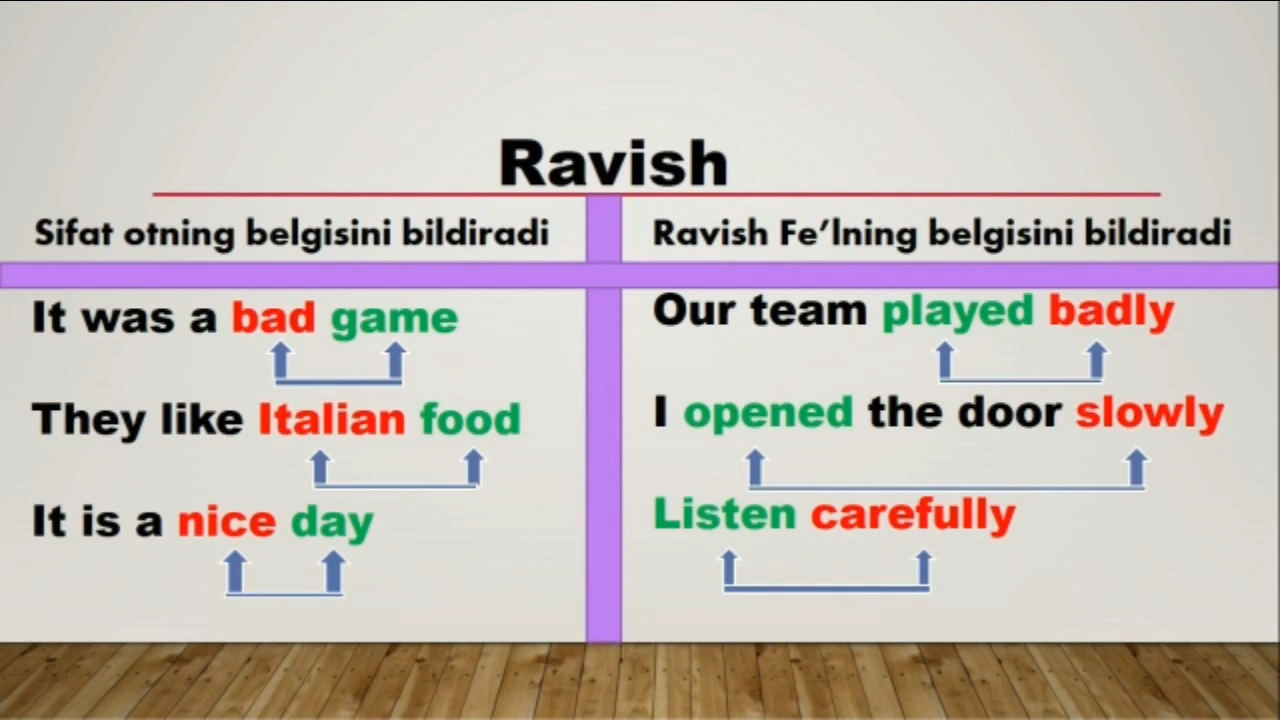 Ravish
Sifat otning belgisini bildiradi
It was a bad game
They like Italian food
It is a nice day
Ravish Fe’lning belgisini bildiradi
Our team played badly
I opened the door slowly
Listen carefully